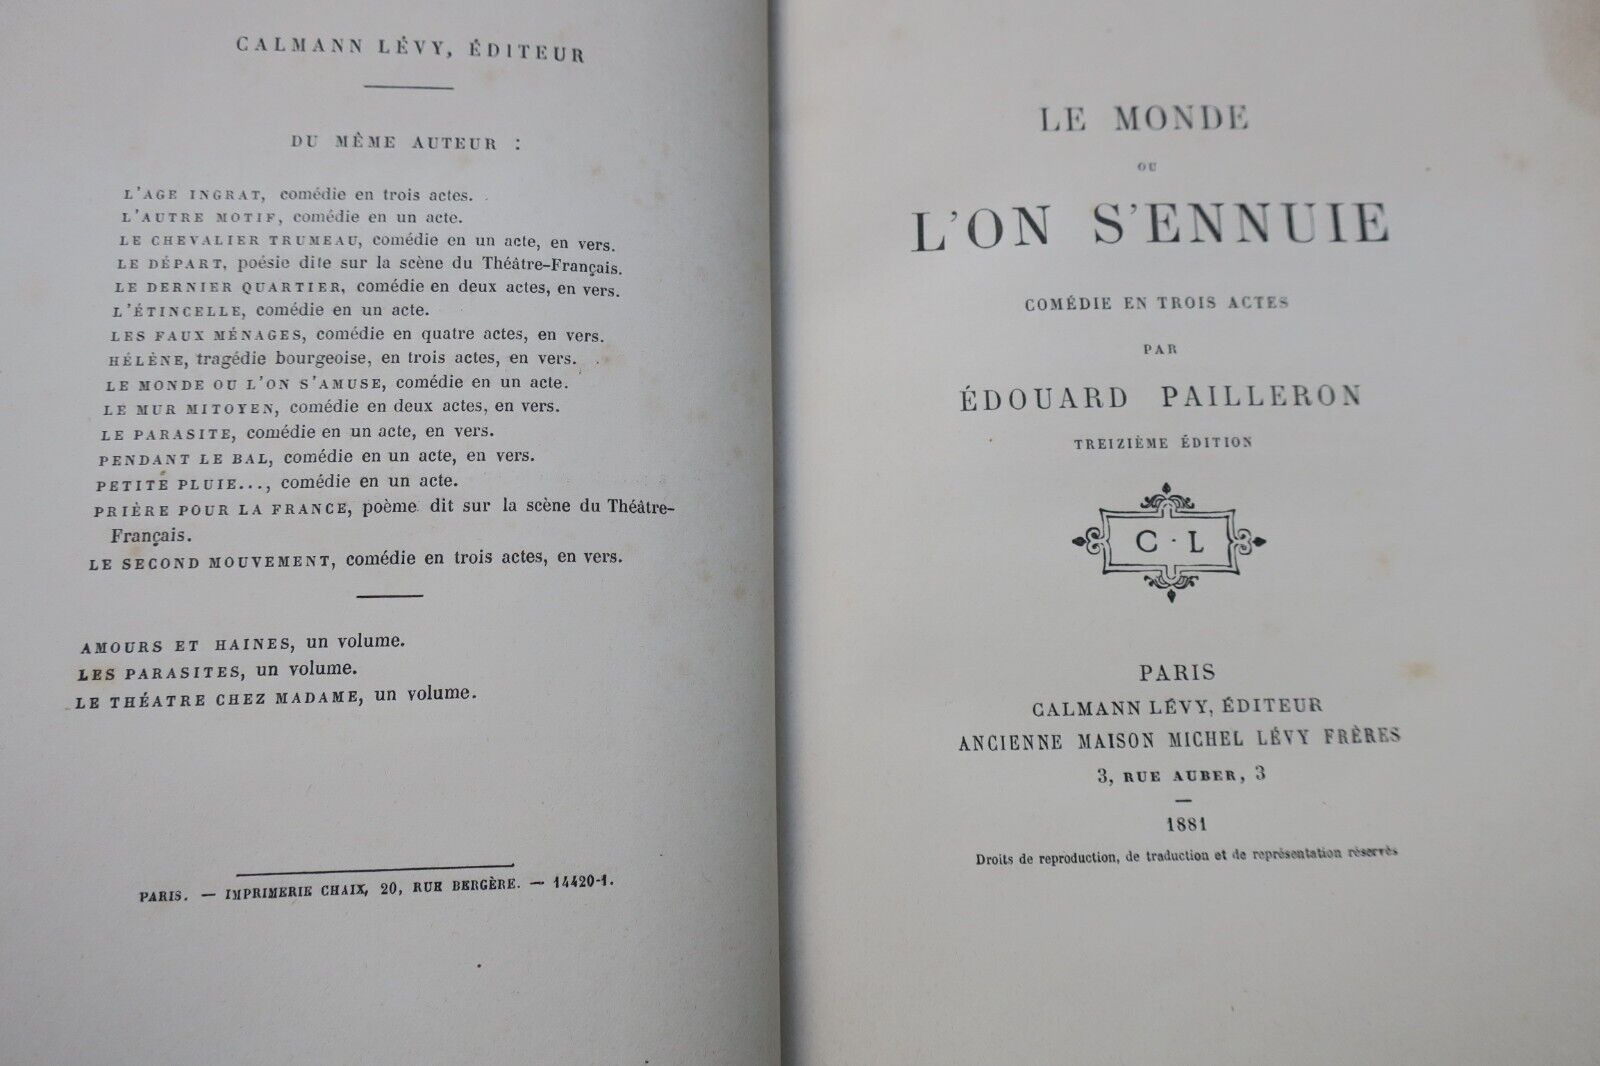 CALMANN LÉVY, ÉDITEUR
DU MÊME AUTEUR :
L'AGE INGRAT, comédie en trois actes.
L'AUTRE MOTIF, comédie en un acte.
LE CHEVALIER TRUMEAU, comédie en un acte, en vers.
LE DÉPART, poésie dite sur la scène du Théâtre-Français.
LE DERNIER QUARTIER, comédie en deux actes, en vers.
L'ÉTINCELLE, comédie en un acte.
LES FAUX MÉNAGES, comédie en quatre actes, en vers.
HÉLÈNE, tragédie bourgeoise, en trois actes, en vers.
LE MONDE OU L'ON S'AMUSE, comédie en un acte.
LE MUR MITOYEN, comédie en deux actes, en vers.
LE PARASITE, comédie en un acte, en vers.
PENDANT LE BAL, comédie en un acte, en vers.
PETITE PLUIE..., comédie en un acte.
PRIÈRE POUR LA FRANCE, poème dit sur la scène du Théâtre-
Français.
LE SECOND MOUVEMENT, comédie en trois actes, en vers.
AMOURS ET HAINES, un volume.
LES PARASITES, un volume.
LE THÉATRE CHEZ MADAME, un volume.
PARIS. — IMPRIMERIE CHAIX, 20, RUE BERGÈRE. — 14420-1.
LE MONDE
OU
L'ON S'ENNUIE
COMÉDIE EN TROIS ACTES
PAR
ÉDOUARD PAILLERON
TREIZIÈME ÉDITION
C · L
PARIS
CALMANN LÉVY, ÉDITEUR
ANCIENNE MAISON MICHEL LÉVY FRÈRES
3, RUE AUBER, 3
1881
Droits de reproduction, de traduction et de représentation réservés